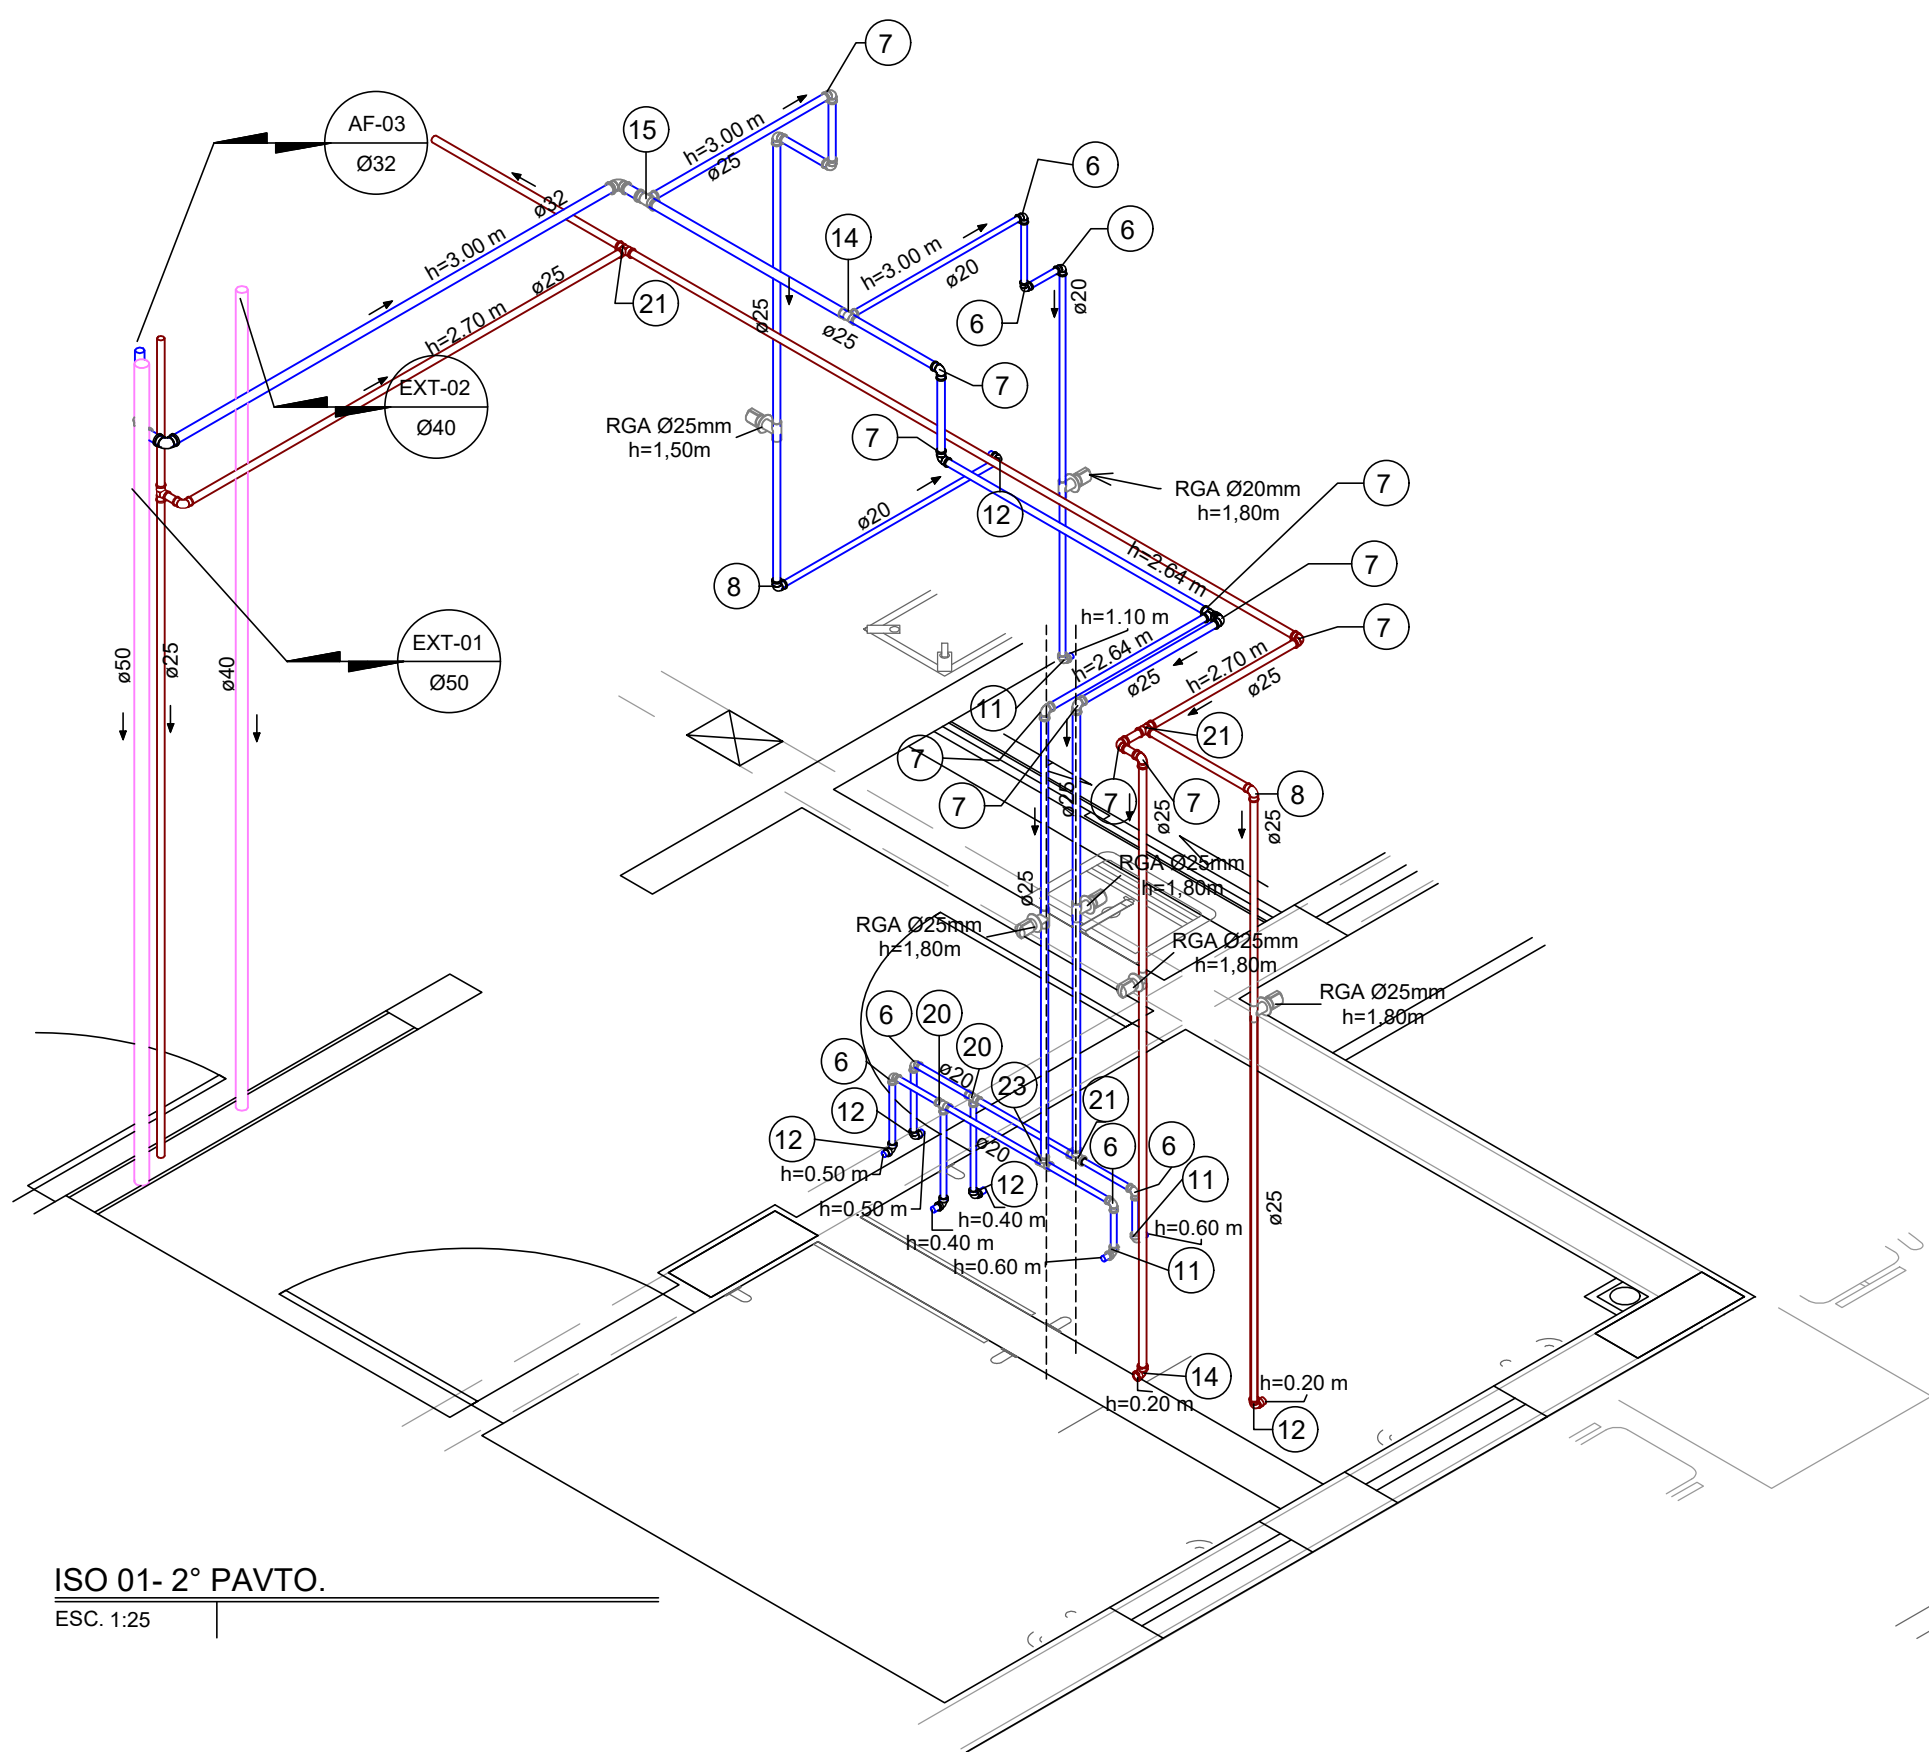 7
AF-03
Ø32
15
h=3.00 m
ø25
6
ø32
14
6
h=3.00 m
h=3.00 m
ø20
ø25
21
6
ø20
h=2.70 m
ø25
ø25
7
EXT-02
Ø40
RGA Ø25mm
h=1,50m
7
7
RGA Ø20mm
h=1,80m
12
ø20
h=2.64 m
7
8
h=1.10 m
7
EXT-01
Ø50
ø50
ø25
ø40
h=2.64 m
ø25
h=2.70 m
ø25
11
21
7
7
7
7
8
ø25
ø25
ø25
RGA Ø25mm
h=1,80m
ø25
RGA Ø25mm
h=1,80m
RGA Ø25mm
h=1,80m
RGA Ø25mm
h=1,80m
6
20
20
6
ø20
23
21
12
12
ø20
6
6
h=0.50 m
12
11
h=0.50 m
h=0.40 m
h=0.40 m
h=0.60 m
h=0.60 m
11
ø25
14
h=0.20 m
h=0.20 m
12
ISO 01- 2° PAVTO.
ESC. 1:25